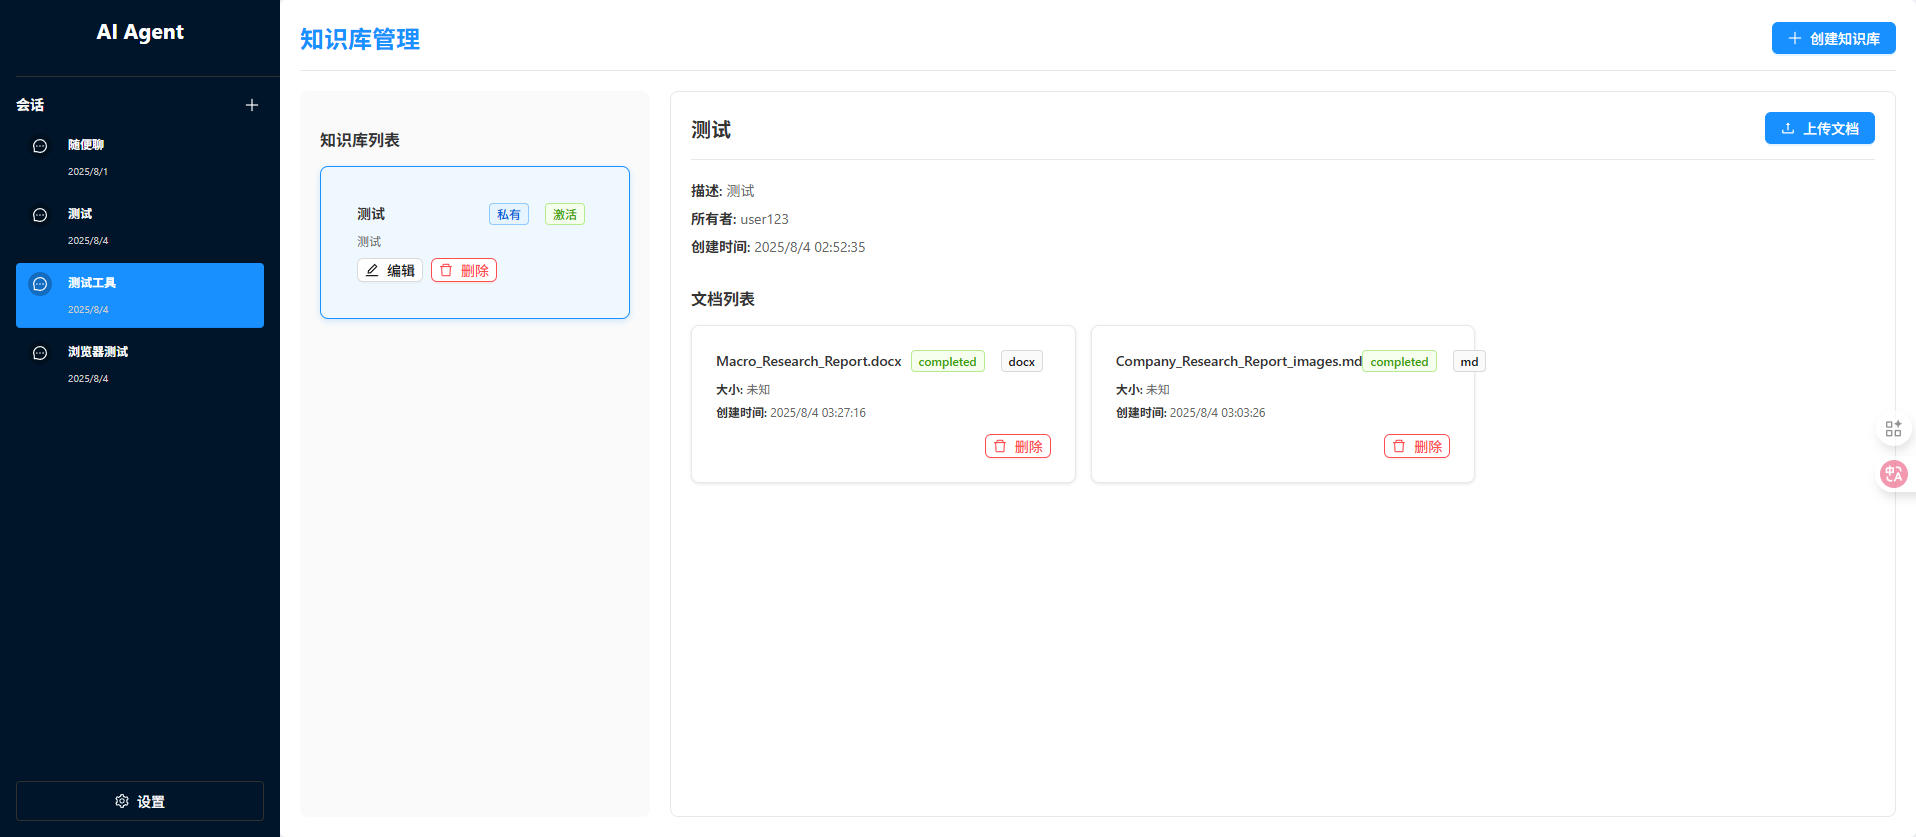 AI Agent
会话
随便聊
2025/8/1
测试
2025/8/4
测试工具
2025/8/4
浏览器测试
2025/8/4
设置
知识库管理
创建知识库
知识库列表
测试 私有 激活
测试
编辑 删除
测试
上传文档
描述: 测试
所有者: user123
创建时间: 2025/8/4 02:52:35
文档列表
Macro_Research_Report.docx completed docx
大小: 未知
创建时间: 2025/8/4 03:27:16
删除
Company_Research_Report_images.md completed md
大小: 未知
创建时间: 2025/8/4 03:03:26
删除
中A